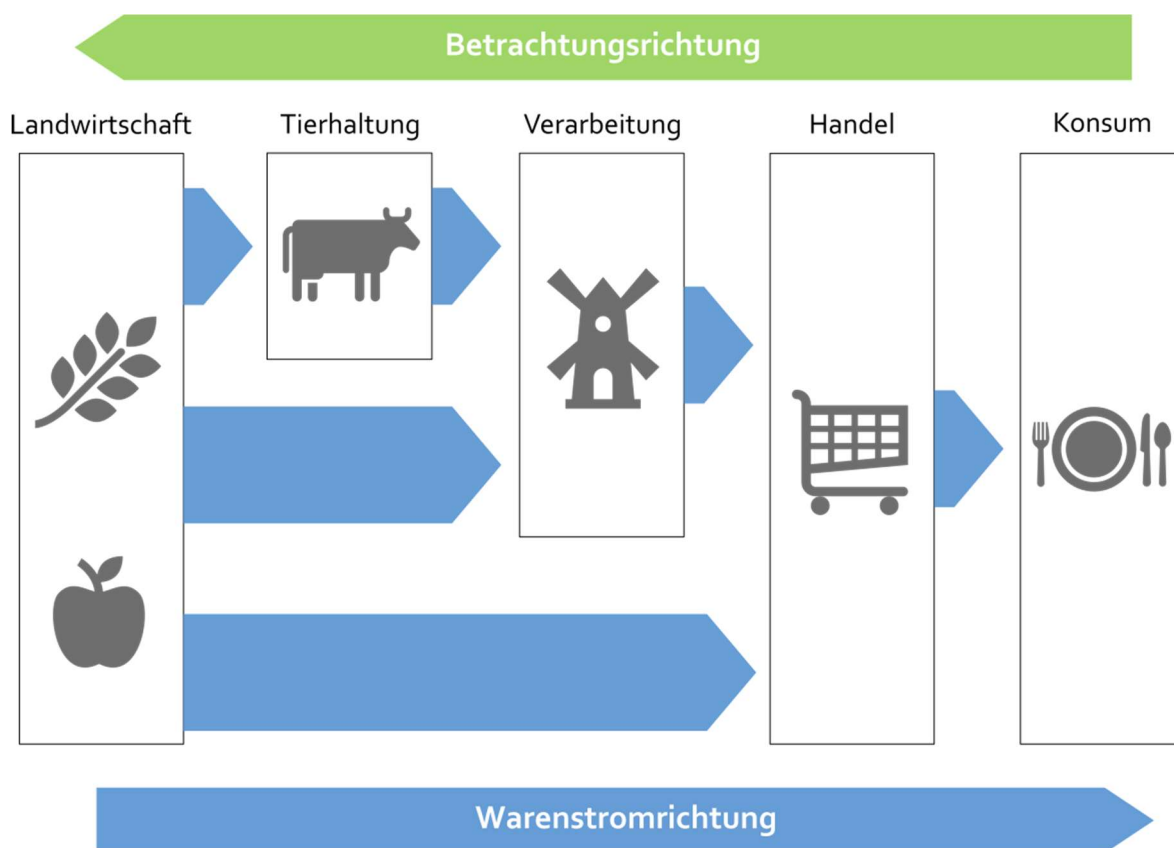 Betrachtungsrichtung
Landwirtschaft
Tierhaltung
Verarbeitung
Handel
Konsum
Warenstromrichtung